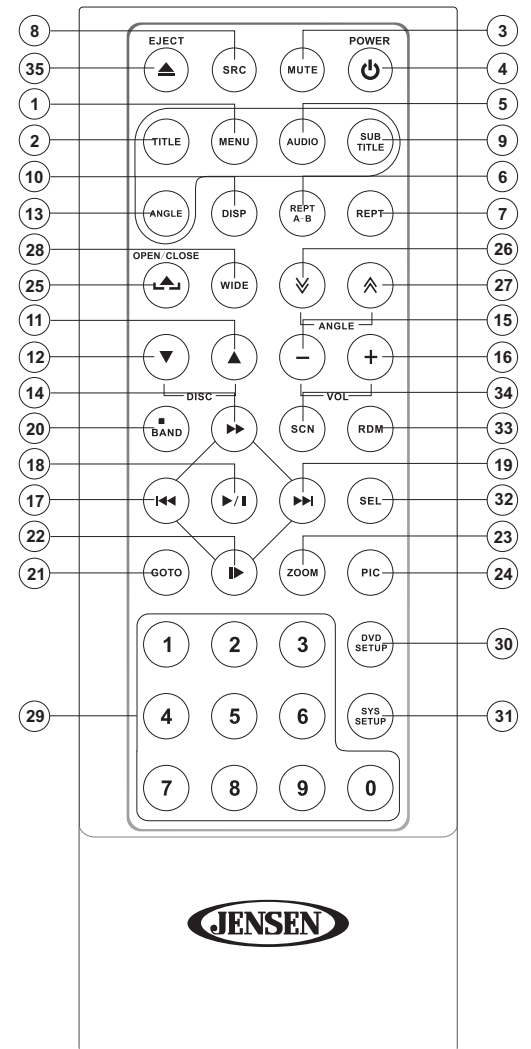 8 3
EJECT POWER
35 SRC MUTE 4
1 5
2 TITLE MENU AUDIO SUB TITLE 9
10 6
13 ANGLE DISP REPT A-B REPT 7
28 OPEN/CLOSE 26
25 WIDE 27
11 ANGLE 15
12 − + 16
14 DISC VOL 34
20 BAND SCN RDM 33
18 19
17 SEL 32
22 23
21 GOTO ZOOM PIC 24
1 2 3 DVD SETUP 30
29 4 5 6 SYS SETUP 31
7 8 9 0
JENSEN